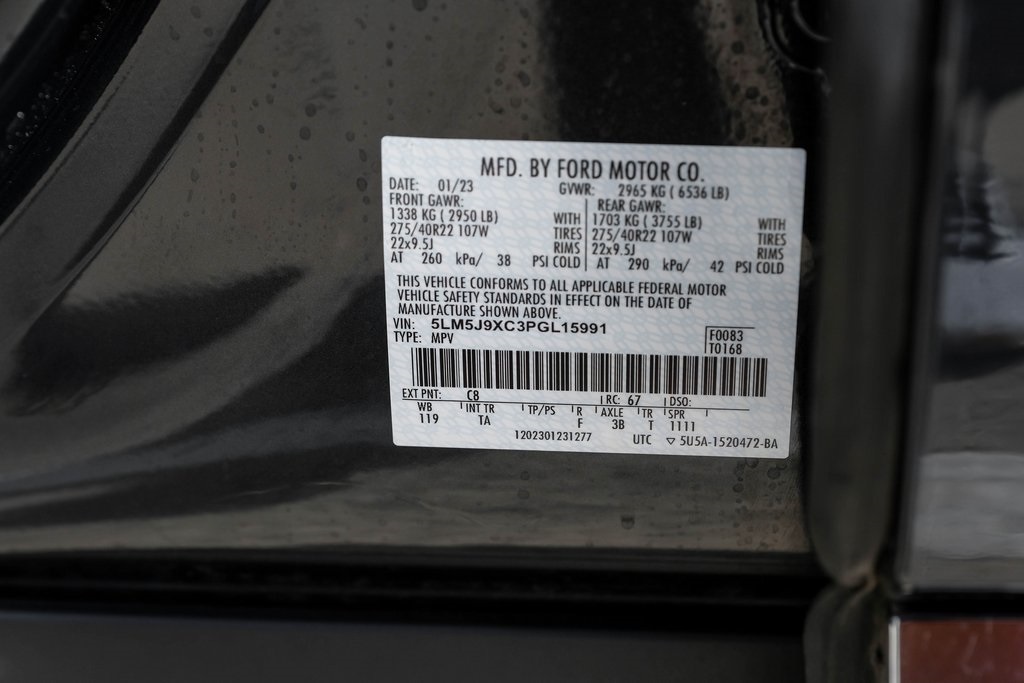 MFD. BY FORD MOTOR CO.
DATE: 01/23 GVWR: 2965 KG ( 6536 LB)
FRONT GAWR: REAR GAWR:
1338 KG ( 2950 LB) WITH 1703 KG ( 3755 LB) WITH
275/40R22 107W TIRES 275/40R22 107W TIRES
22x9.5J RIMS 22x9.5J RIMS
AT 260 kPa/ 38 PSI COLD AT 290 kPa/ 42 PSI COLD
THIS VEHICLE CONFORMS TO ALL APPLICABLE FEDERAL MOTOR
VEHICLE SAFETY STANDARDS IN EFFECT ON THE DATE OF
MANUFACTURE SHOWN ABOVE.
VIN: 5LM5J9XC3PGL15991
TYPE: MPV
F0083
T0168
EXT PNT: C8 RC: 67 DSO:
WB INT TR TP/PS R AXLE TR SPR
119 TA F 3B T 1111
1202301231277 UTC ▽ 5U5A-1520472-BA